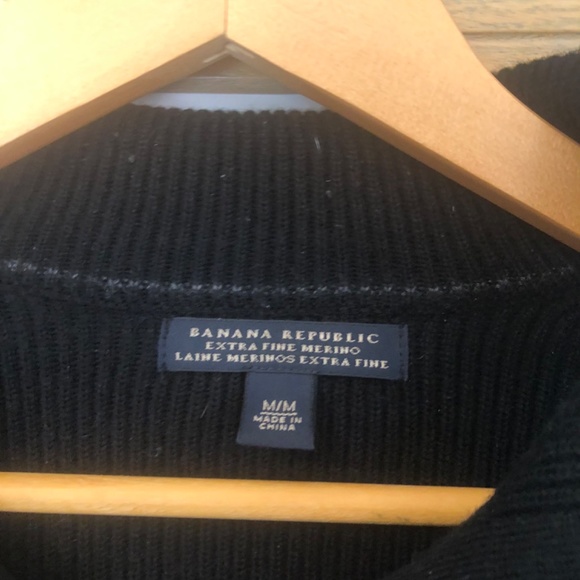 BANANA REPUBLIC
EXTRA FINE MERINO
LAINE MERINOS EXTRA FINE
M/M
MADE IN
CHINA